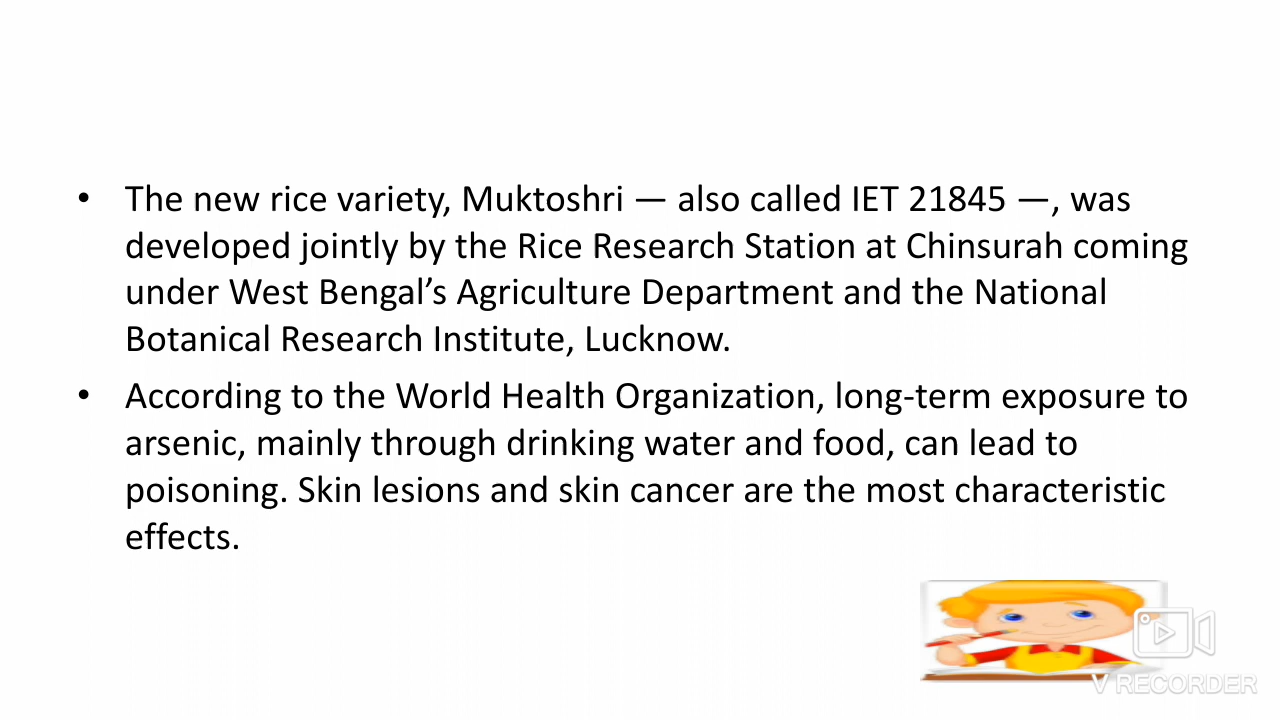 • The new rice variety, Muktoshri — also called IET 21845 —, was
developed jointly by the Rice Research Station at Chinsurah coming
under West Bengal’s Agriculture Department and the National
Botanical Research Institute, Lucknow.
• According to the World Health Organization, long-term exposure to
arsenic, mainly through drinking water and food, can lead to
poisoning. Skin lesions and skin cancer are the most characteristic
effects.
V RECORDER